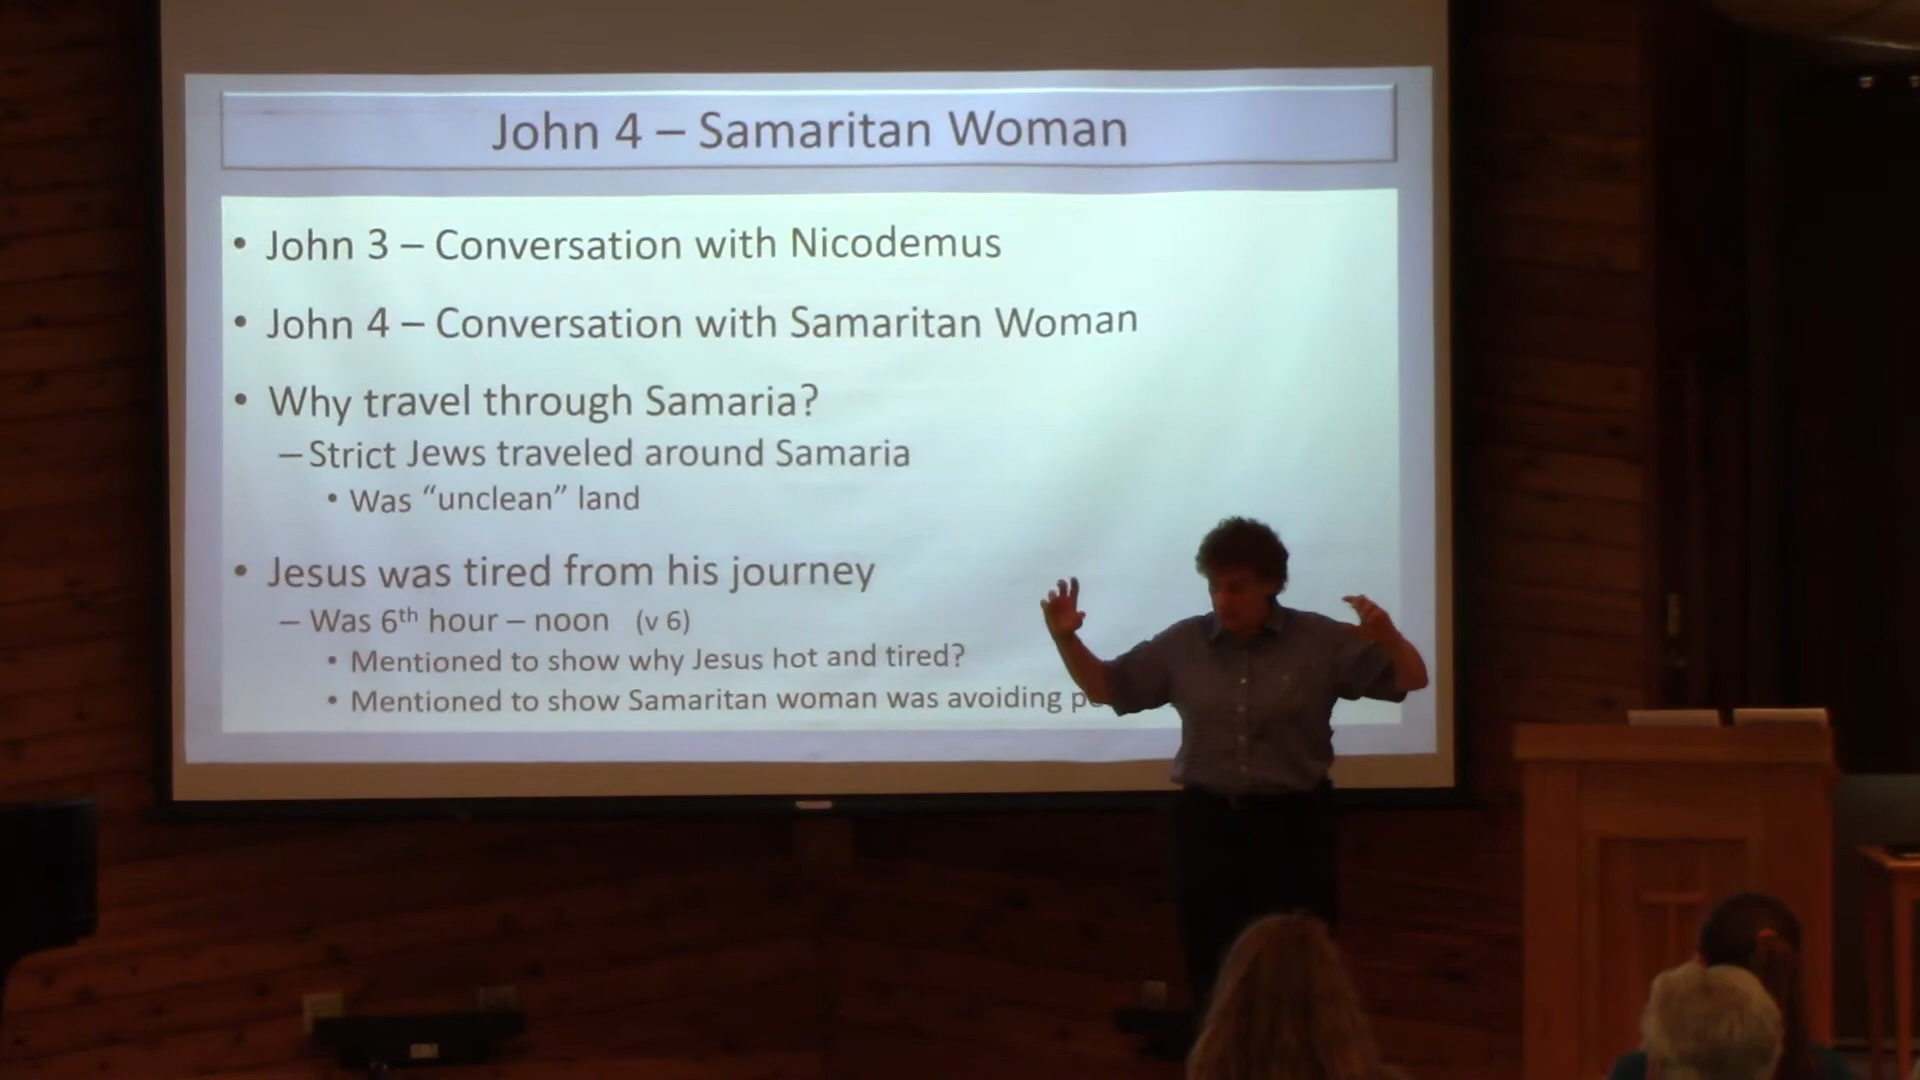 John 4 – Samaritan Woman
• John 3 – Conversation with Nicodemus
• John 4 – Conversation with Samaritan Woman
• Why travel through Samaria?
– Strict Jews traveled around Samaria
• Was “unclean” land
• Jesus was tired from his journey
– Was 6th hour – noon (v 6)
• Mentioned to show why Jesus hot and tired?
• Mentioned to show Samaritan woman was avoiding